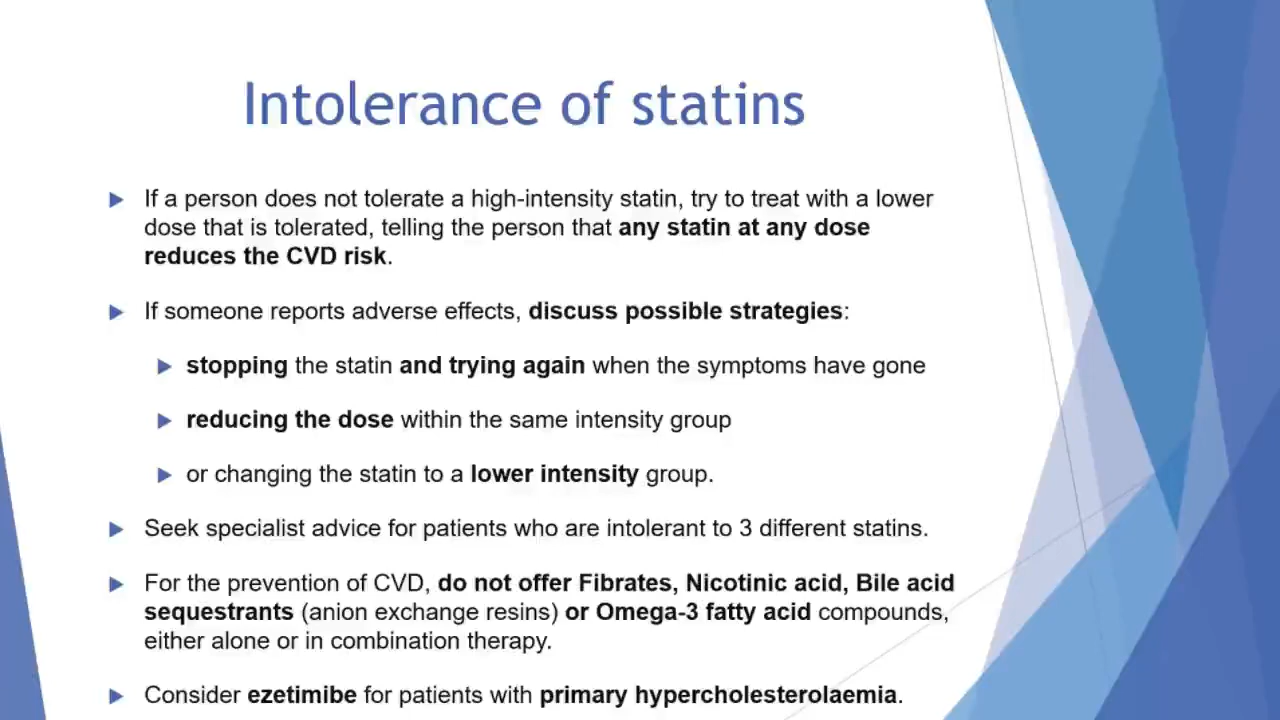 Intolerance of statins
If a person does not tolerate a high-intensity statin, try to treat with a lower
dose that is tolerated, telling the person that any statin at any dose
reduces the CVD risk.
If someone reports adverse effects, discuss possible strategies:
stopping the statin and trying again when the symptoms have gone
reducing the dose within the same intensity group
or changing the statin to a lower intensity group.
Seek specialist advice for patients who are intolerant to 3 different statins.
For the prevention of CVD, do not offer Fibrates, Nicotinic acid, Bile acid
sequestrants (anion exchange resins) or Omega-3 fatty acid compounds,
either alone or in combination therapy.
Consider ezetimibe for patients with primary hypercholesterolaemia.